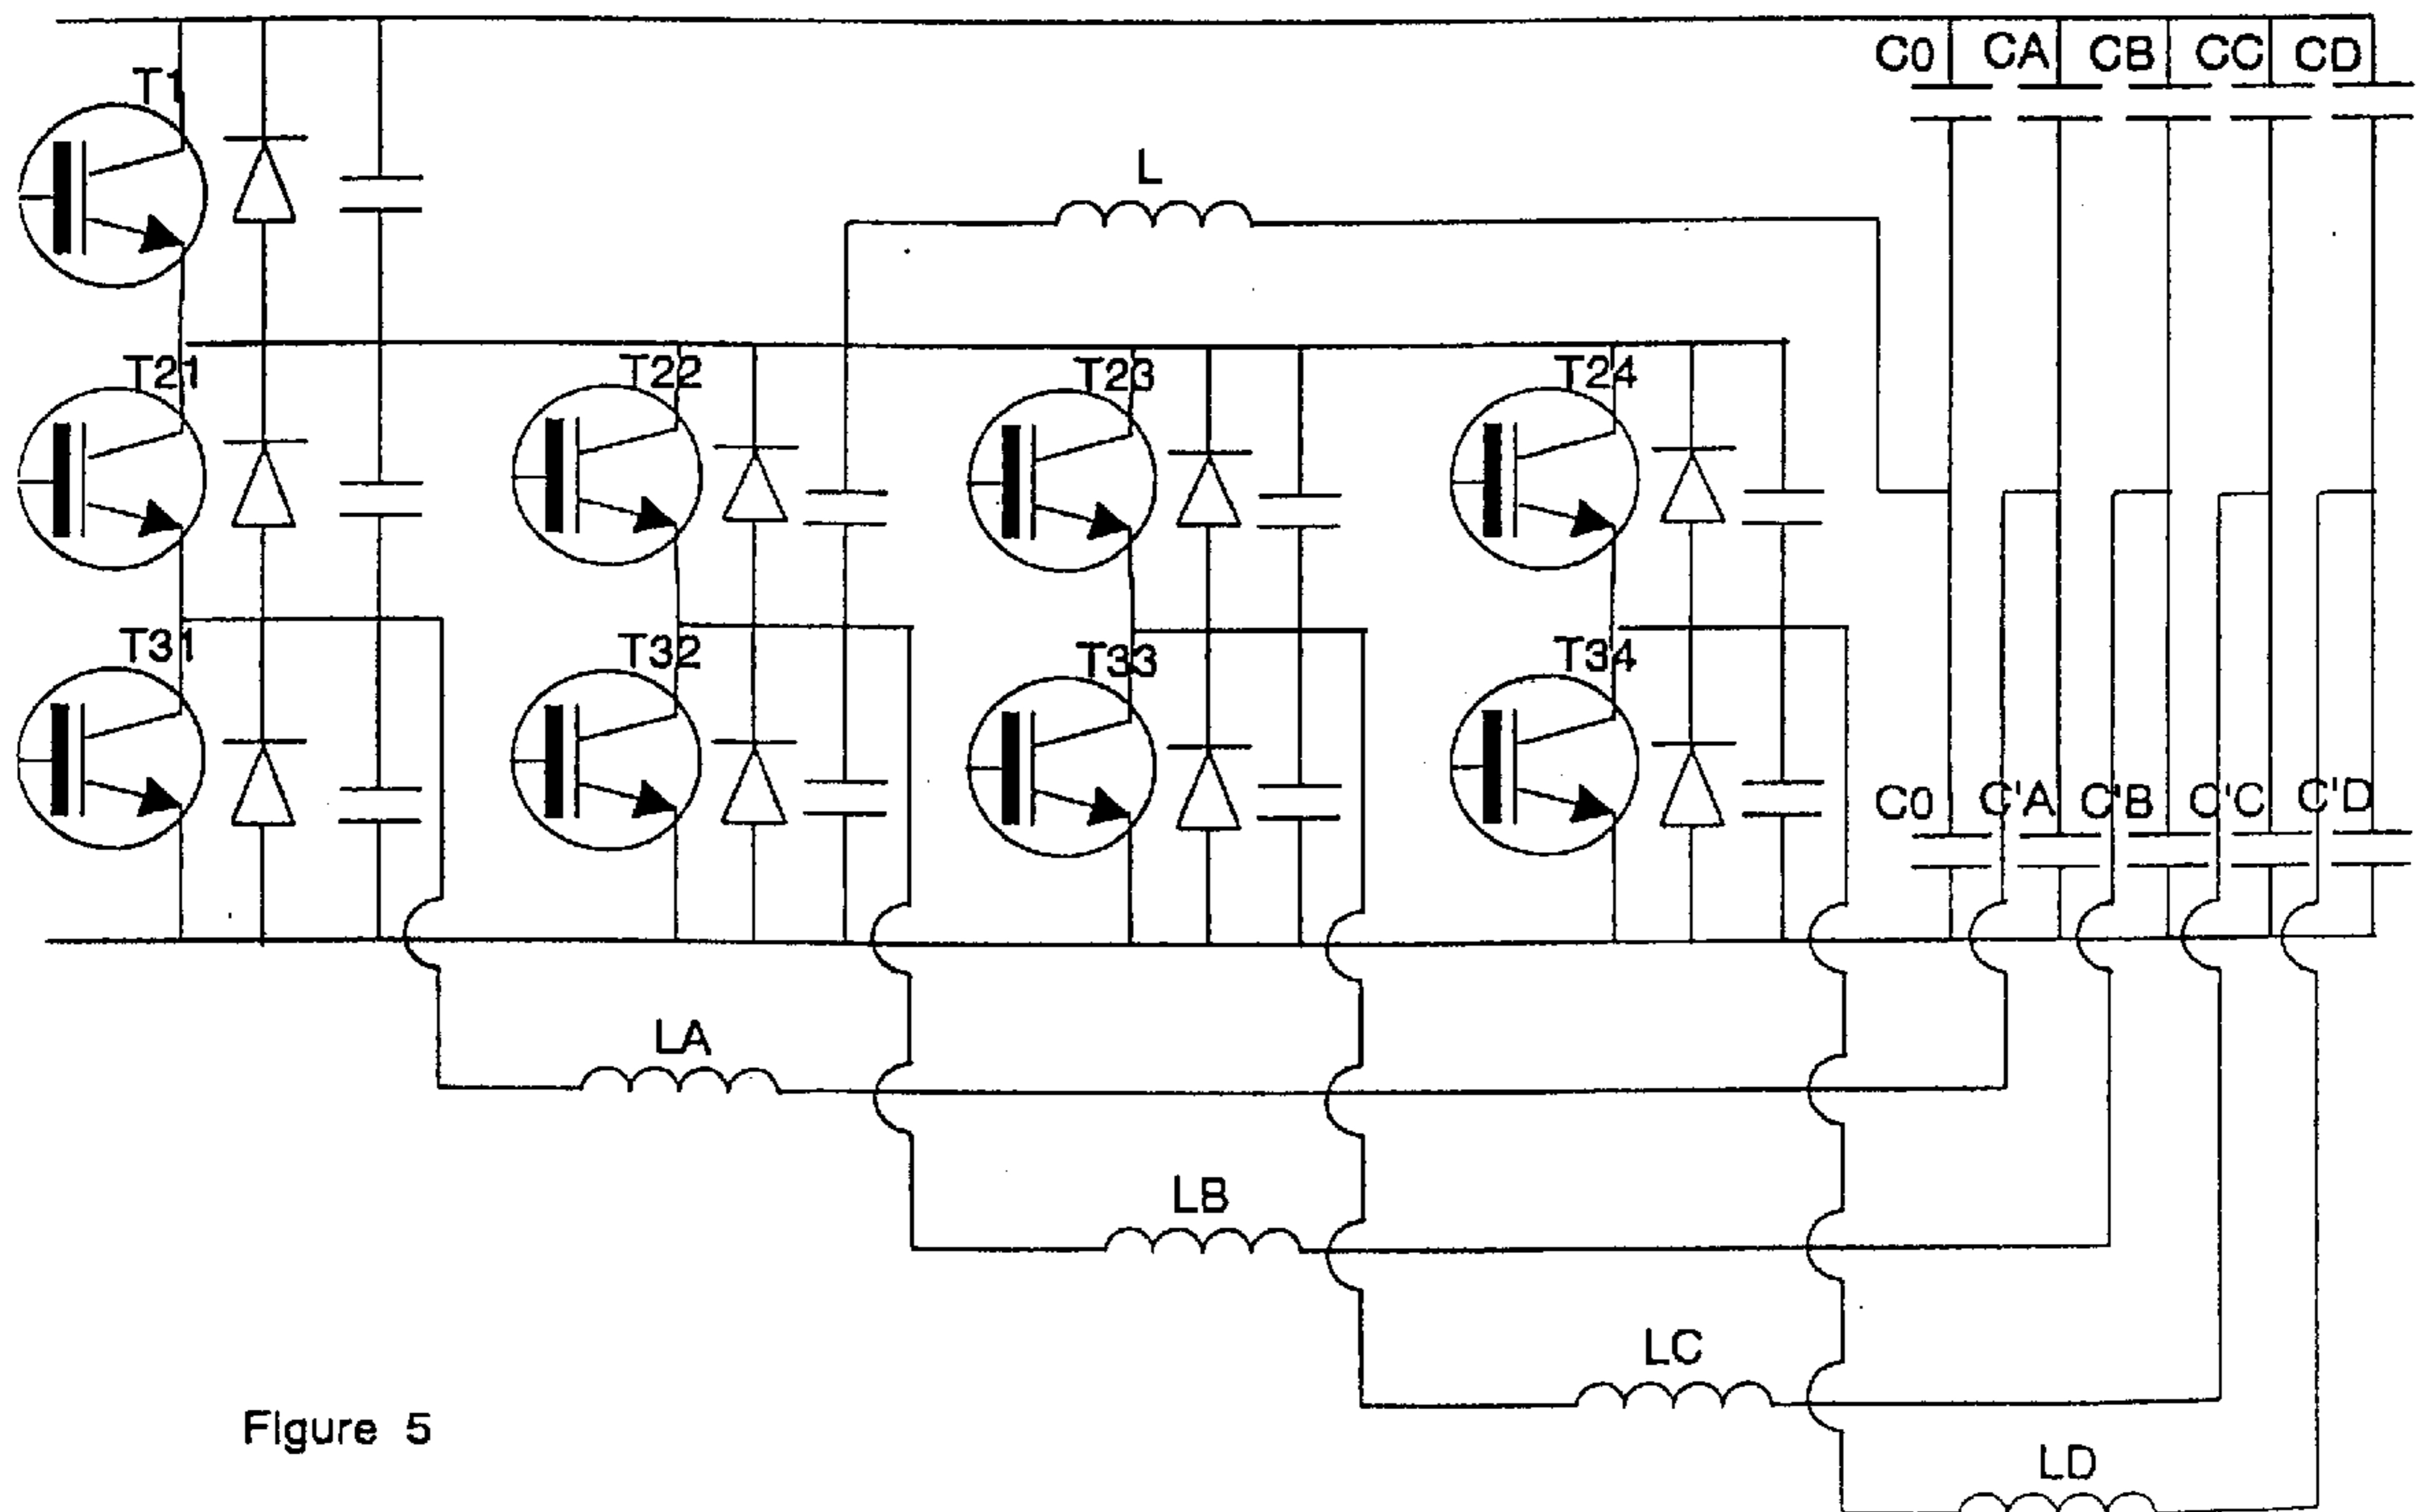 C0 CA CB CC CD
T1
L
T21 T22 T23 T24
T31 T32 T33 T34
C0 C'A C'B C'C C'D
LA
LB
LC
Figure 5
LD